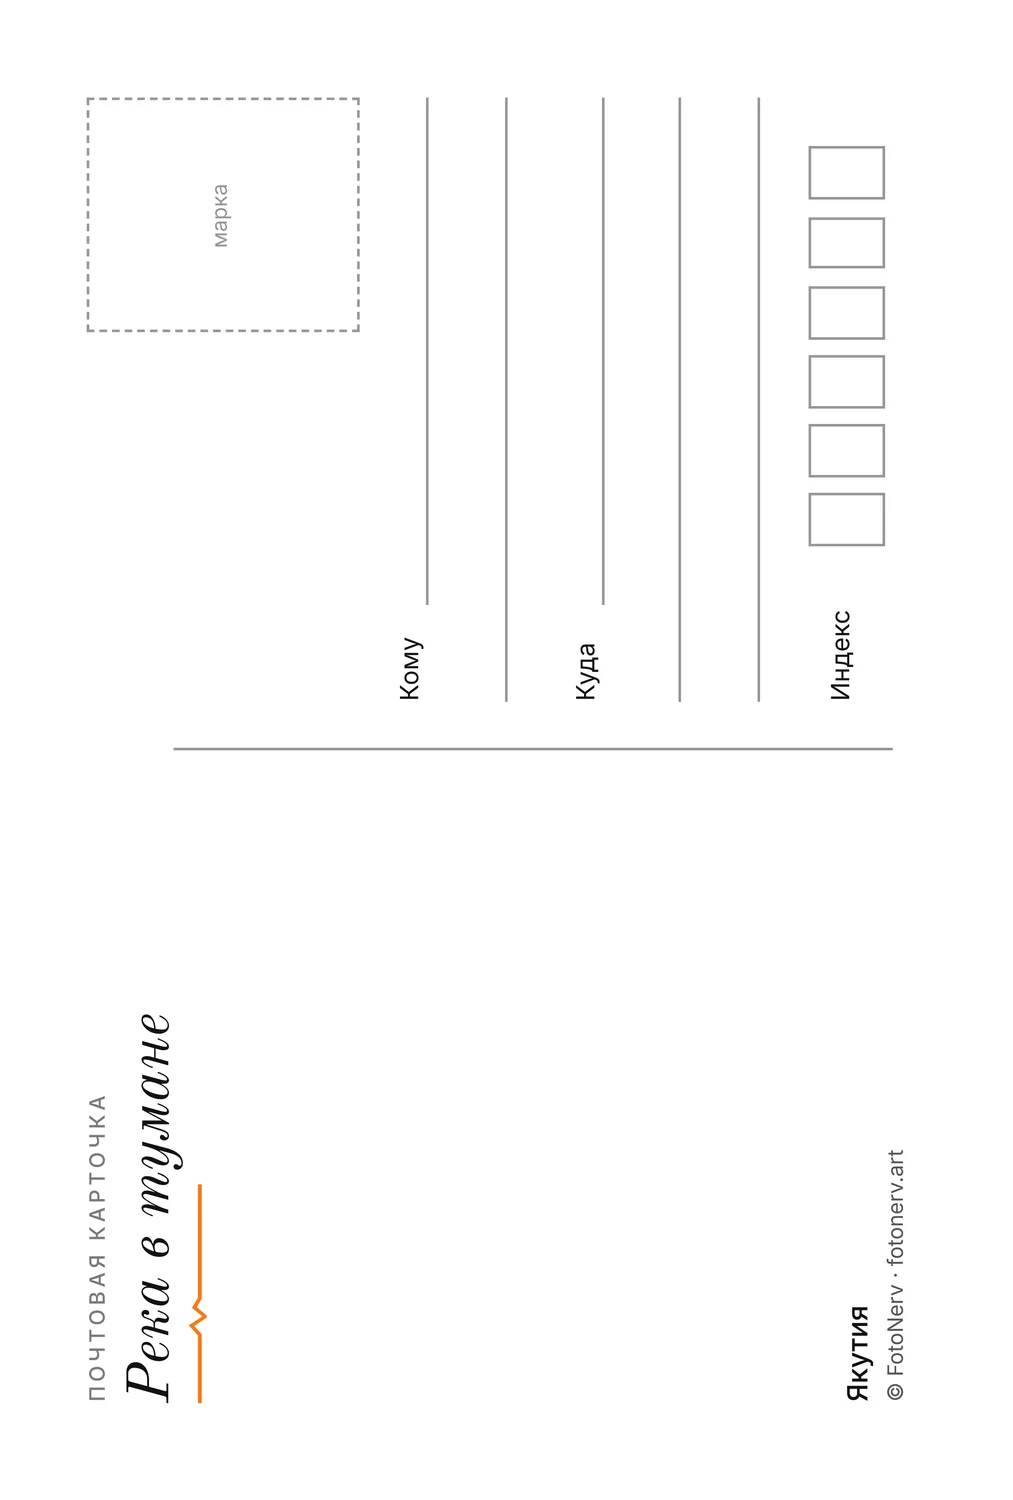 ПОЧТОВАЯ КАРТОЧКА
Река в тумане
Якутия
© FotoNerv · fotonerv.art
марка
Кому
Куда
Индекс